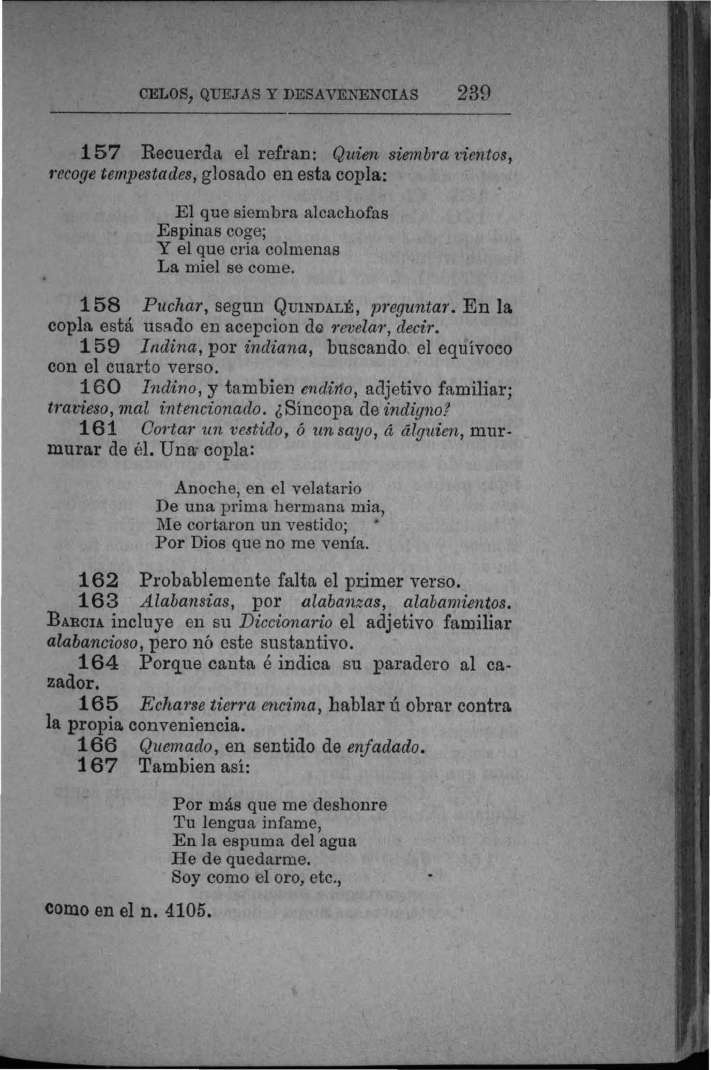 CELOS, QUEJAS Y DESAVENENCIAS 239
157 Recuerda el refran: Quien siembra vientos,
recoge tempestades, glosado en esta copla:
El que siembra alcachofas
Espinas coge;
Y el que cria colmenas
La miel se come.
158 Puchar, segun QUINDALÉ, preguntar. En la
copla está usado en acepcion de revelar, decir.
159 Indina, por indiana, buscando el equívoco
con el cuarto verso.
160 Indino, y tambien endiño, adjetivo familiar;
travieso, mal intencionado. ¿Síncopa de indigno?
161 Cortar un vestido, ó un sayo, á álguien, mur-
murar de él. Una copla:
Anoche, en el velatario
De una prima hermana mia,
Me cortaron un vestido;
Por Dios que no me venía.
162 Probablemente falta el primer verso.
163 Alabansias, por alabanzas, alabamientos.
BARCIA incluye en su Diccionario el adjetivo familiar
alabancioso, pero nó este sustantivo.
164 Porque canta é indica su paradero al ca-
zador.
165 Echarse tierra encima, hablar ú obrar contra
la propia conveniencia.
166 Quemado, en sentido de enfadado.
167 Tambien así:
Por más que me deshonre
Tu lengua infame,
En la espuma del agua
He de quedarme.
Soy como el oro, etc.,
como en el n. 4105.